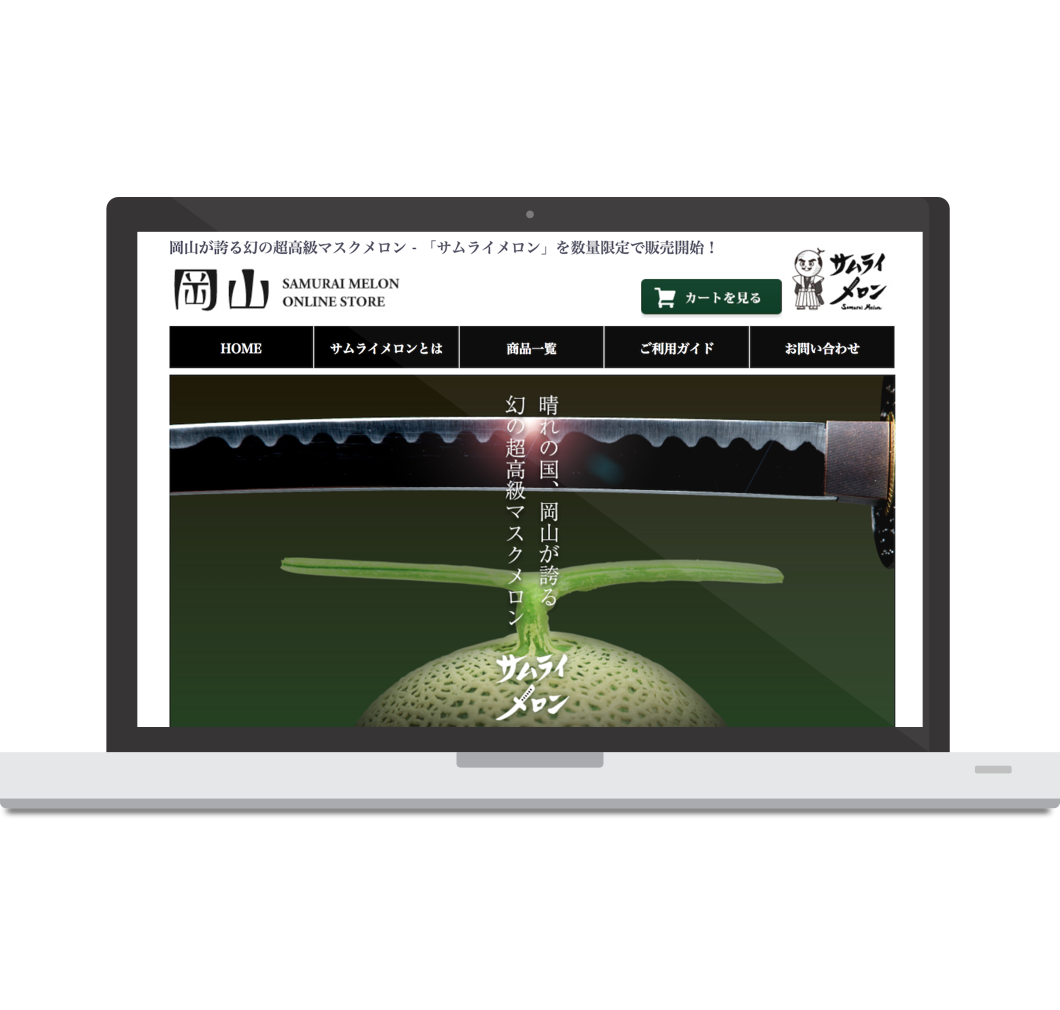 岡山が誇る幻の超高級マスクメロン - 「サムライメロン」を数量限定で販売開始！
岡山
SAMURAI MELON
ONLINE STORE
カートを見る
サムライ
メロン
Samurai Melon
HOME
サムライメロンとは
商品一覧
ご利用ガイド
お問い合わせ
晴れの国、岡山が誇る
幻の超高級マスクメロン
サムライ
メロン